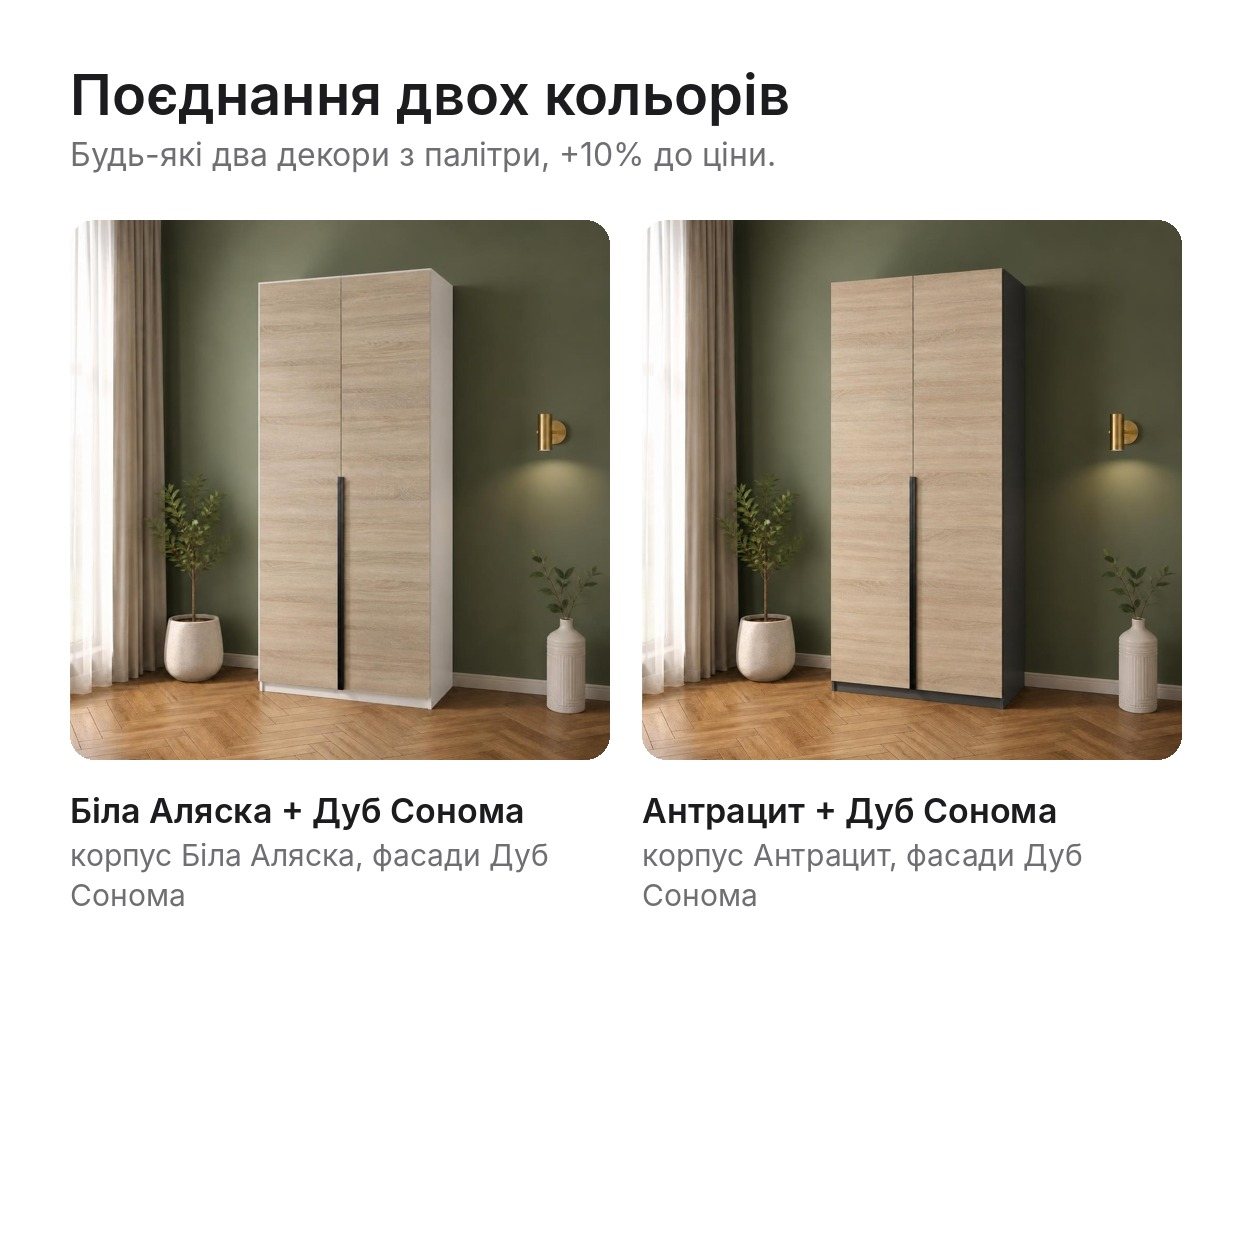 Поєднання двох кольорів
Будь-які два декори з палітри, +10% до ціни.
Біла Аляска + Дуб Сонома
корпус Біла Аляска, фасади Дуб
Сонома
Антрацит + Дуб Сонома
корпус Антрацит, фасади Дуб
Сонома